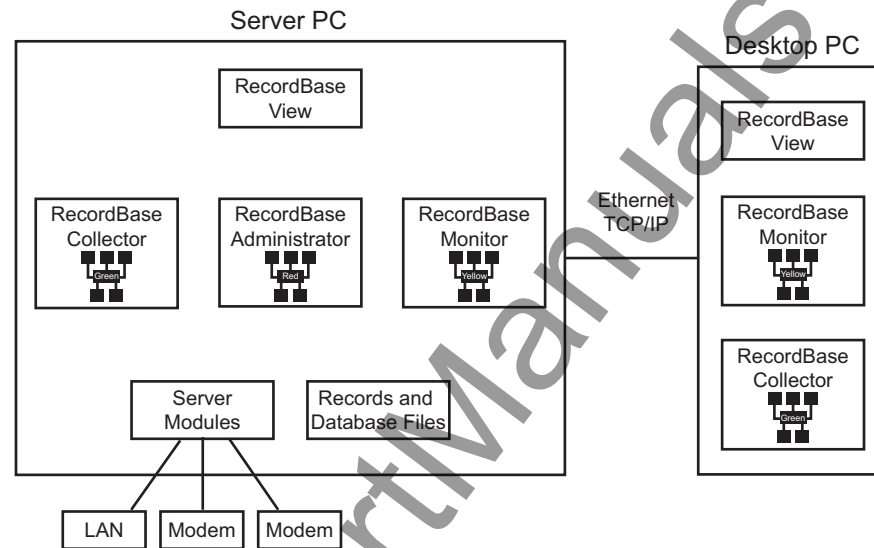 Server PC
Desktop PC
RecordBase
View
RecordBase
View
RecordBase
Collector
Green
RecordBase
Administrator
Red
RecordBase
Monitor
Yellow
Ethernet
TCP/IP
RecordBase
Monitor
Yellow
RecordBase
Collector
Green
Server
Modules
Records and
Database Files
LAN
Modem
Modem
rtManuals